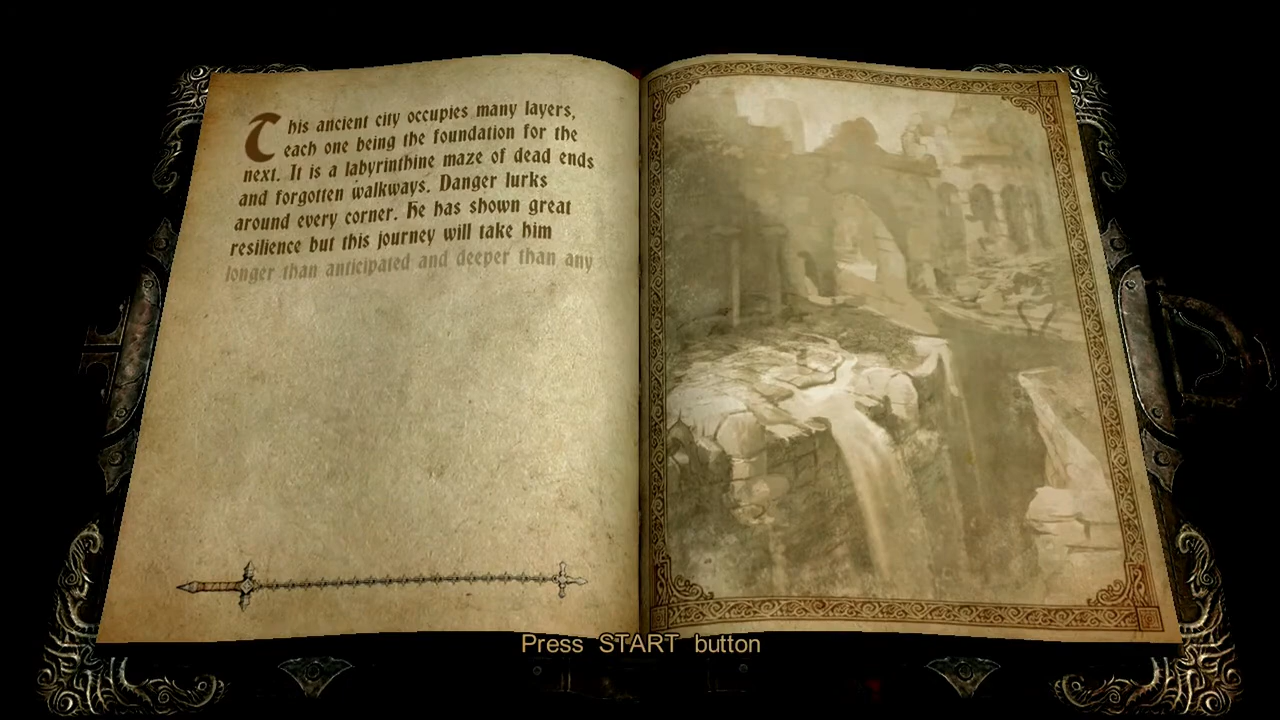 This ancient city occupies many layers,
each one being the foundation for the
next. It is a labyrinthine maze of dead ends
and forgotten walkways. Danger lurks
around every corner. He has shown great
resilience but this journey will take him
longer than anticipated and deeper than any
Press START button